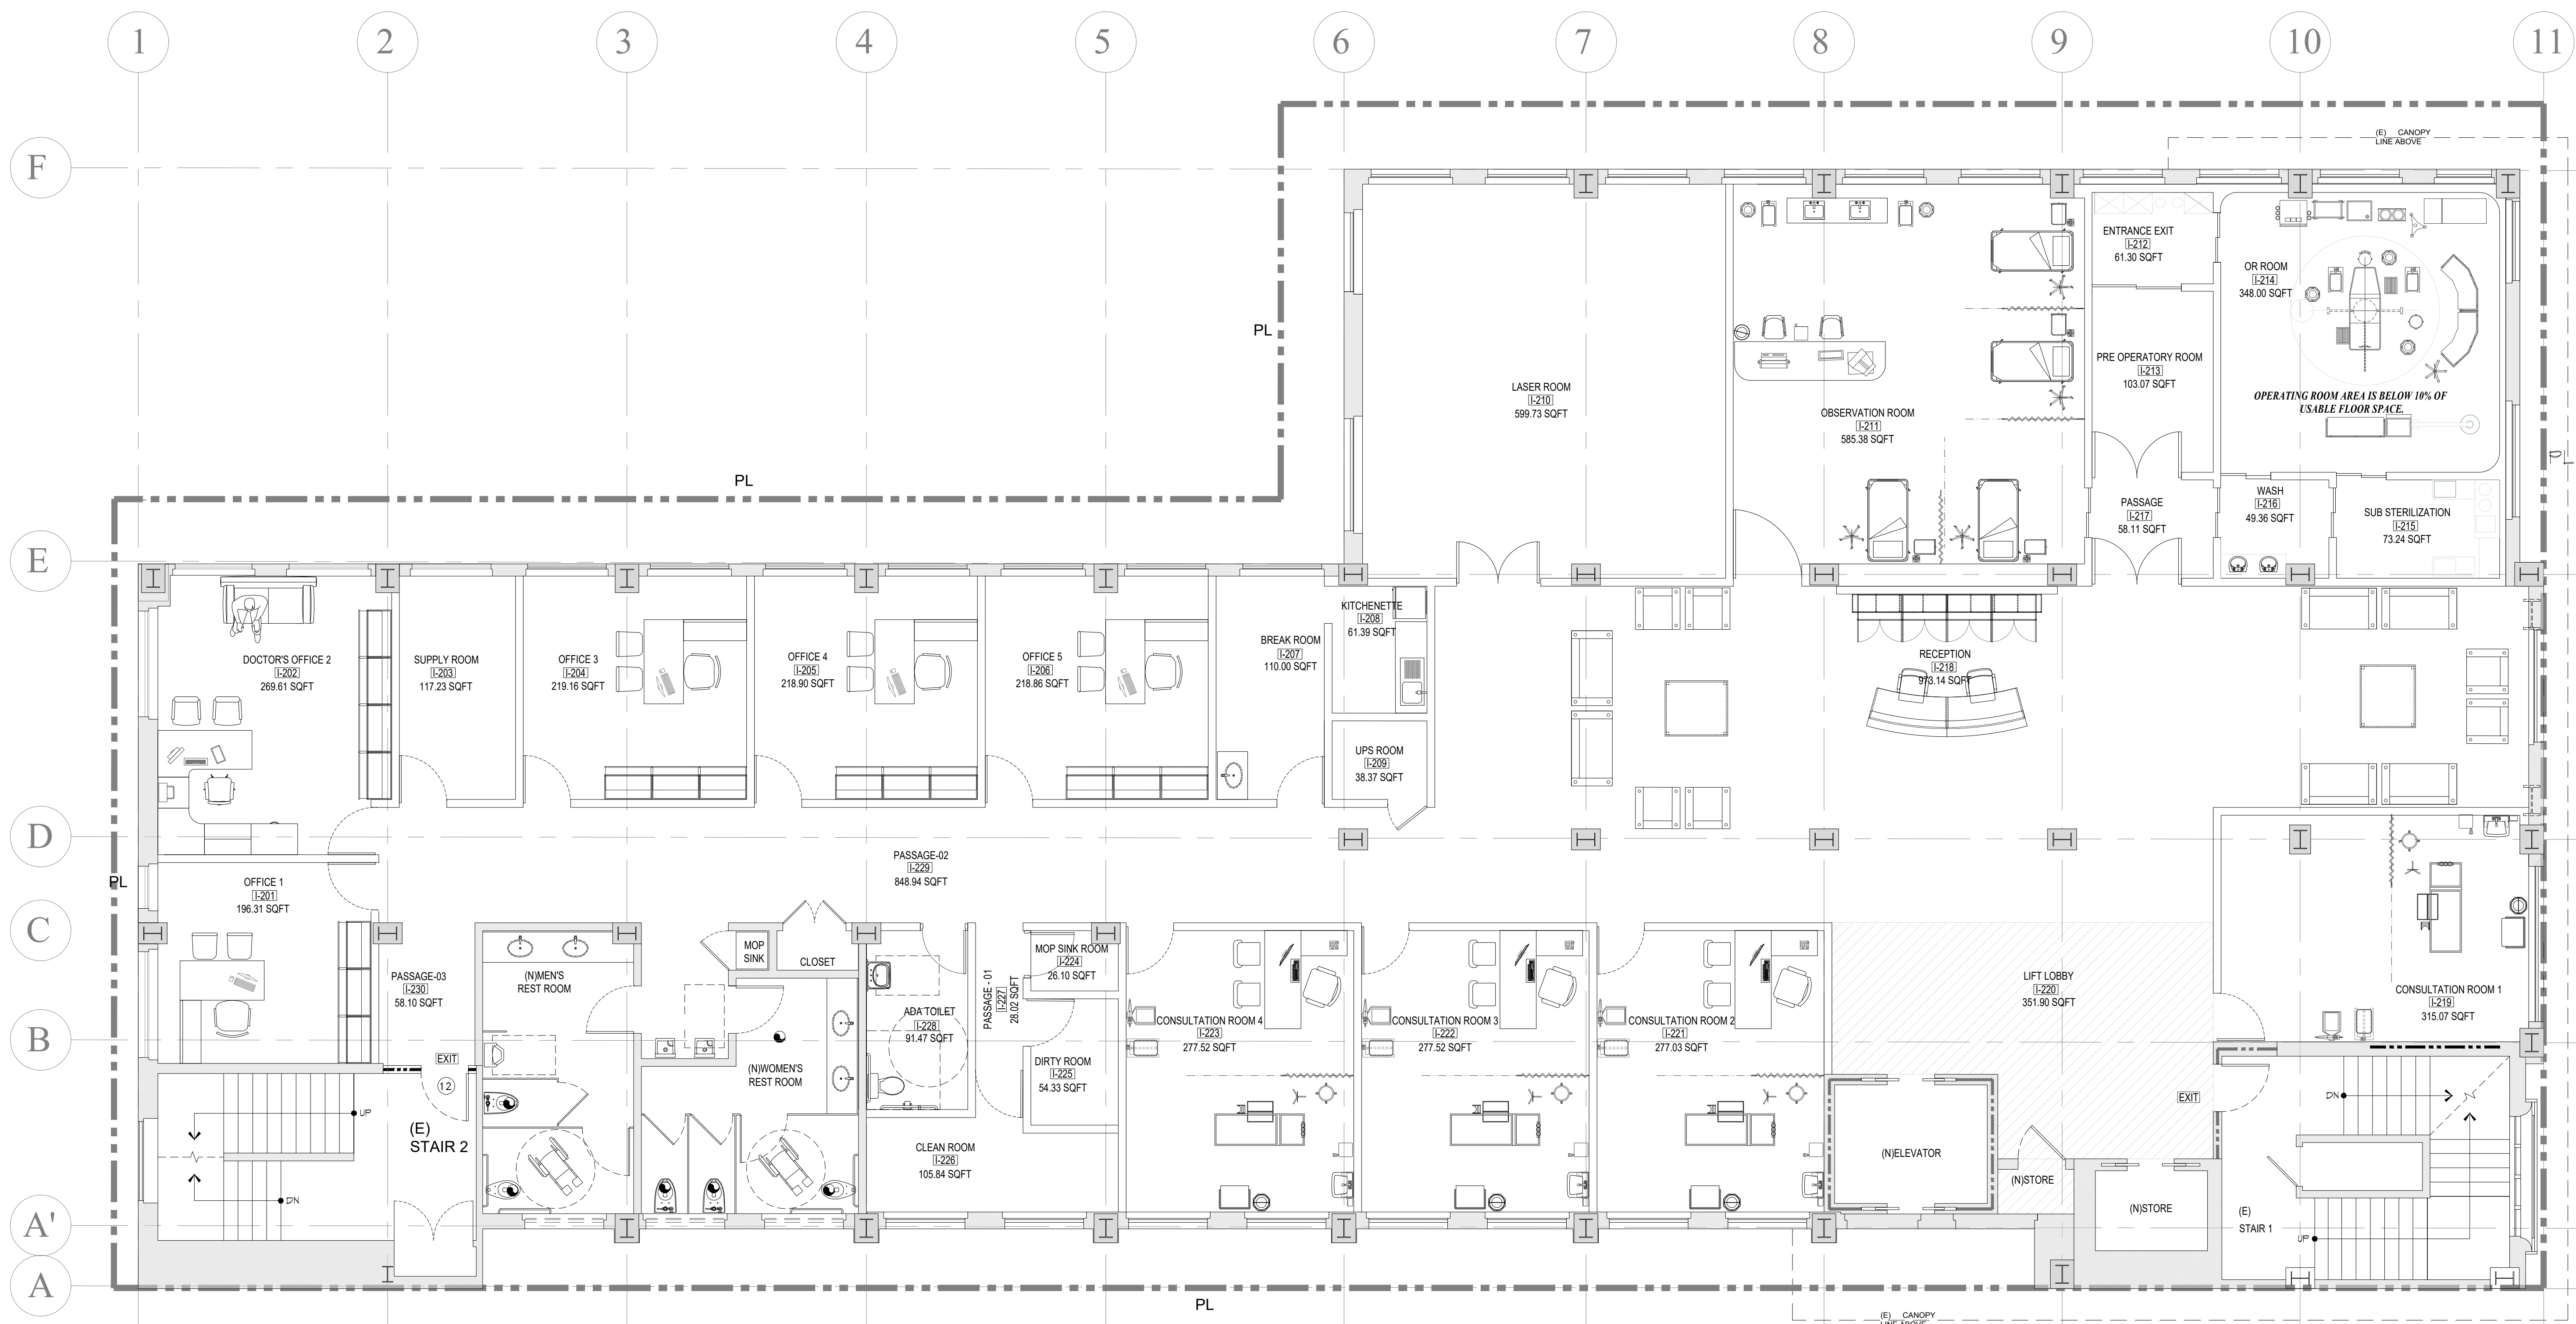 1 2 3 4 5 6 7 8 9 10 11
(E) CANOPY
LINE ABOVE
F
ENTRANCE EXIT
I-212
61.30 SQFT
OR ROOM
I-214
348.00 SQFT
PL
PRE OPERATORY ROOM
I-213
103.07 SQFT
LASER ROOM
I-210
599.73 SQFT
OPERATING ROOM AREA IS BELOW 10% OF
USABLE FLOOR SPACE.
OBSERVATION ROOM
I-211
585.38 SQFT
PL
PASSAGE
I-217
58.11 SQFT
WASH
I-216
49.36 SQFT
SUB STERILIZATION
I-215
73.24 SQFT
E
DOCTOR'S OFFICE 2
I-202
269.61 SQFT
SUPPLY ROOM
I-203
117.23 SQFT
OFFICE 3
I-204
219.16 SQFT
OFFICE 4
I-205
218.90 SQFT
OFFICE 5
I-206
218.86 SQFT
BREAK ROOM
I-207
110.00 SQFT
KITCHENETTE
I-208
61.39 SQFT
RECEPTION
I-218
973.14 SQFT
UPS ROOM
I-209
38.37 SQFT
D
PASSAGE-02
I-229
848.94 SQFT
PL
OFFICE 1
I-201
196.31 SQFT
C
PASSAGE-03
I-230
58.10 SQFT
(N)MEN'S
REST ROOM
MOP
SINK
CLOSET
MOP SINK ROOM
I-224
26.10 SQFT
PASSAGE - 01
I-227
28.02 SQFT
LIFT LOBBY
I-220
351.90 SQFT
CONSULTATION ROOM 1
I-219
315.07 SQFT
ADA TOILET
I-228
91.47 SQFT
CONSULTATION ROOM 4
I-223
277.52 SQFT
CONSULTATION ROOM 3
I-222
277.52 SQFT
CONSULTATION ROOM 2
I-221
277.03 SQFT
B
EXIT
12
(N)WOMEN'S
REST ROOM
DIRTY ROOM
I-225
54.33 SQFT
EXIT
DN
UP
(E)
STAIR 2
CLEAN ROOM
I-226
105.84 SQFT
(N)ELEVATOR
(N)STORE
DN
(N)STORE
(E)
STAIR 1
UP
A'
A
PL
(E) CANOPY
LINE ABOVE